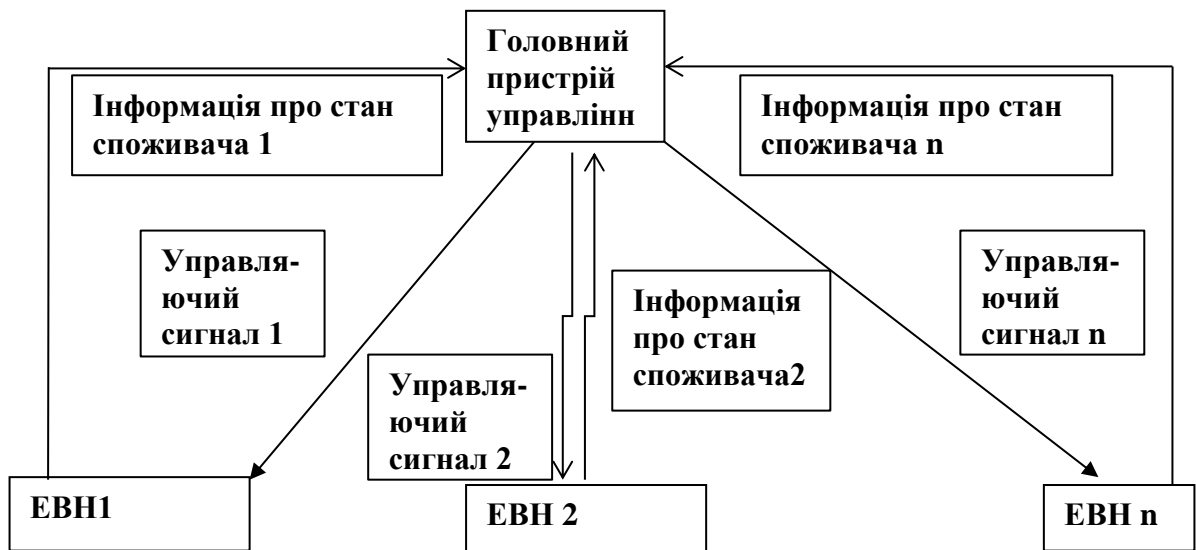 Головний
пристрій
управлінн
Інформація про стан
споживача 1
Інформація про стан
споживача n
Управля-
ючий
сигнал 1
Управля-
ючий
сигнал 2
Інформація
про стан
споживача2
Управля-
ючий
сигнал n
ЕВН1
ЕВН 2
ЕВН n